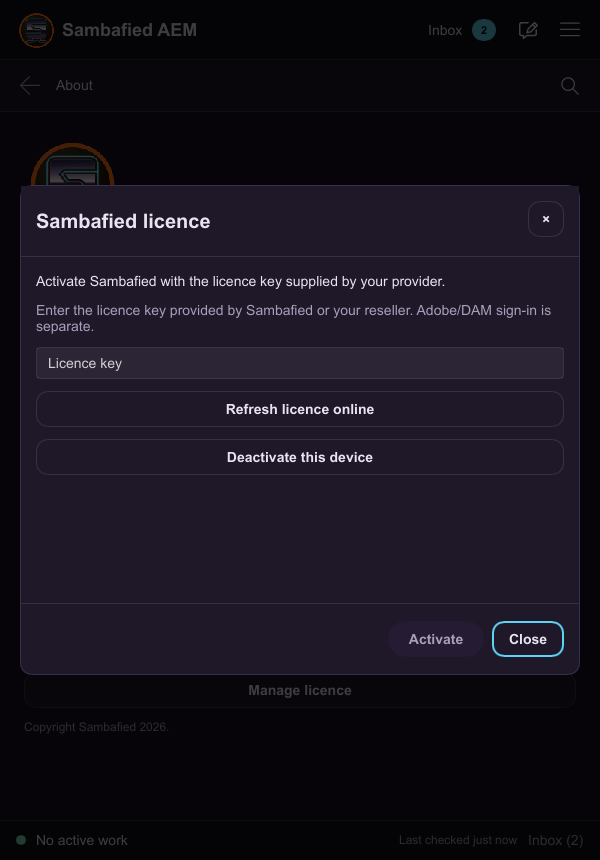 Sambafied AEM
Inbox 2
About
Sambafied licence
×
Activate Sambafied with the licence key supplied by your provider.
Enter the licence key provided by Sambafied or your reseller. Adobe/DAM sign-in is
separate.
Licence key
Refresh licence online
Deactivate this device
Activate
Close
Manage licence
Copyright Sambafied 2026.
No active work
Last checked just now
Inbox (2)